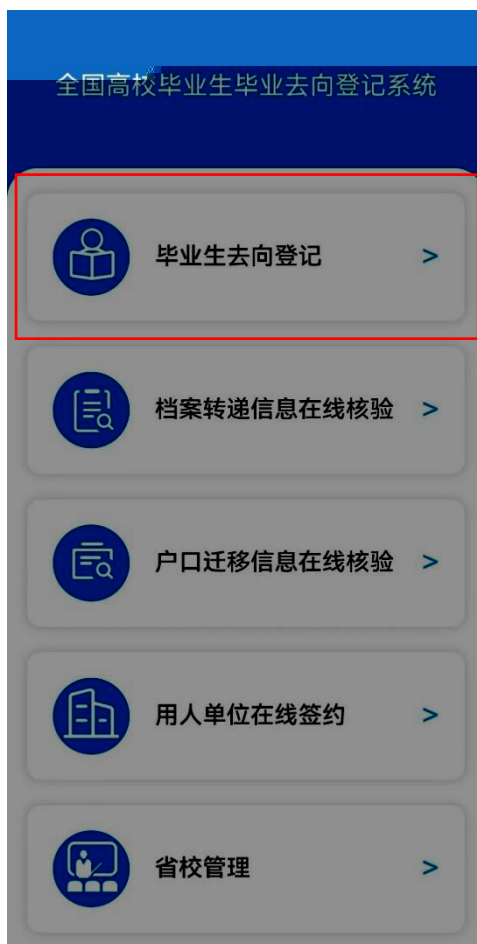 全国高校毕业生毕业去向登记系统
毕业生去向登记 >
档案转递信息在线核验 >
户口迁移信息在线核验 >
用人单位在线签约 >
省校管理 >